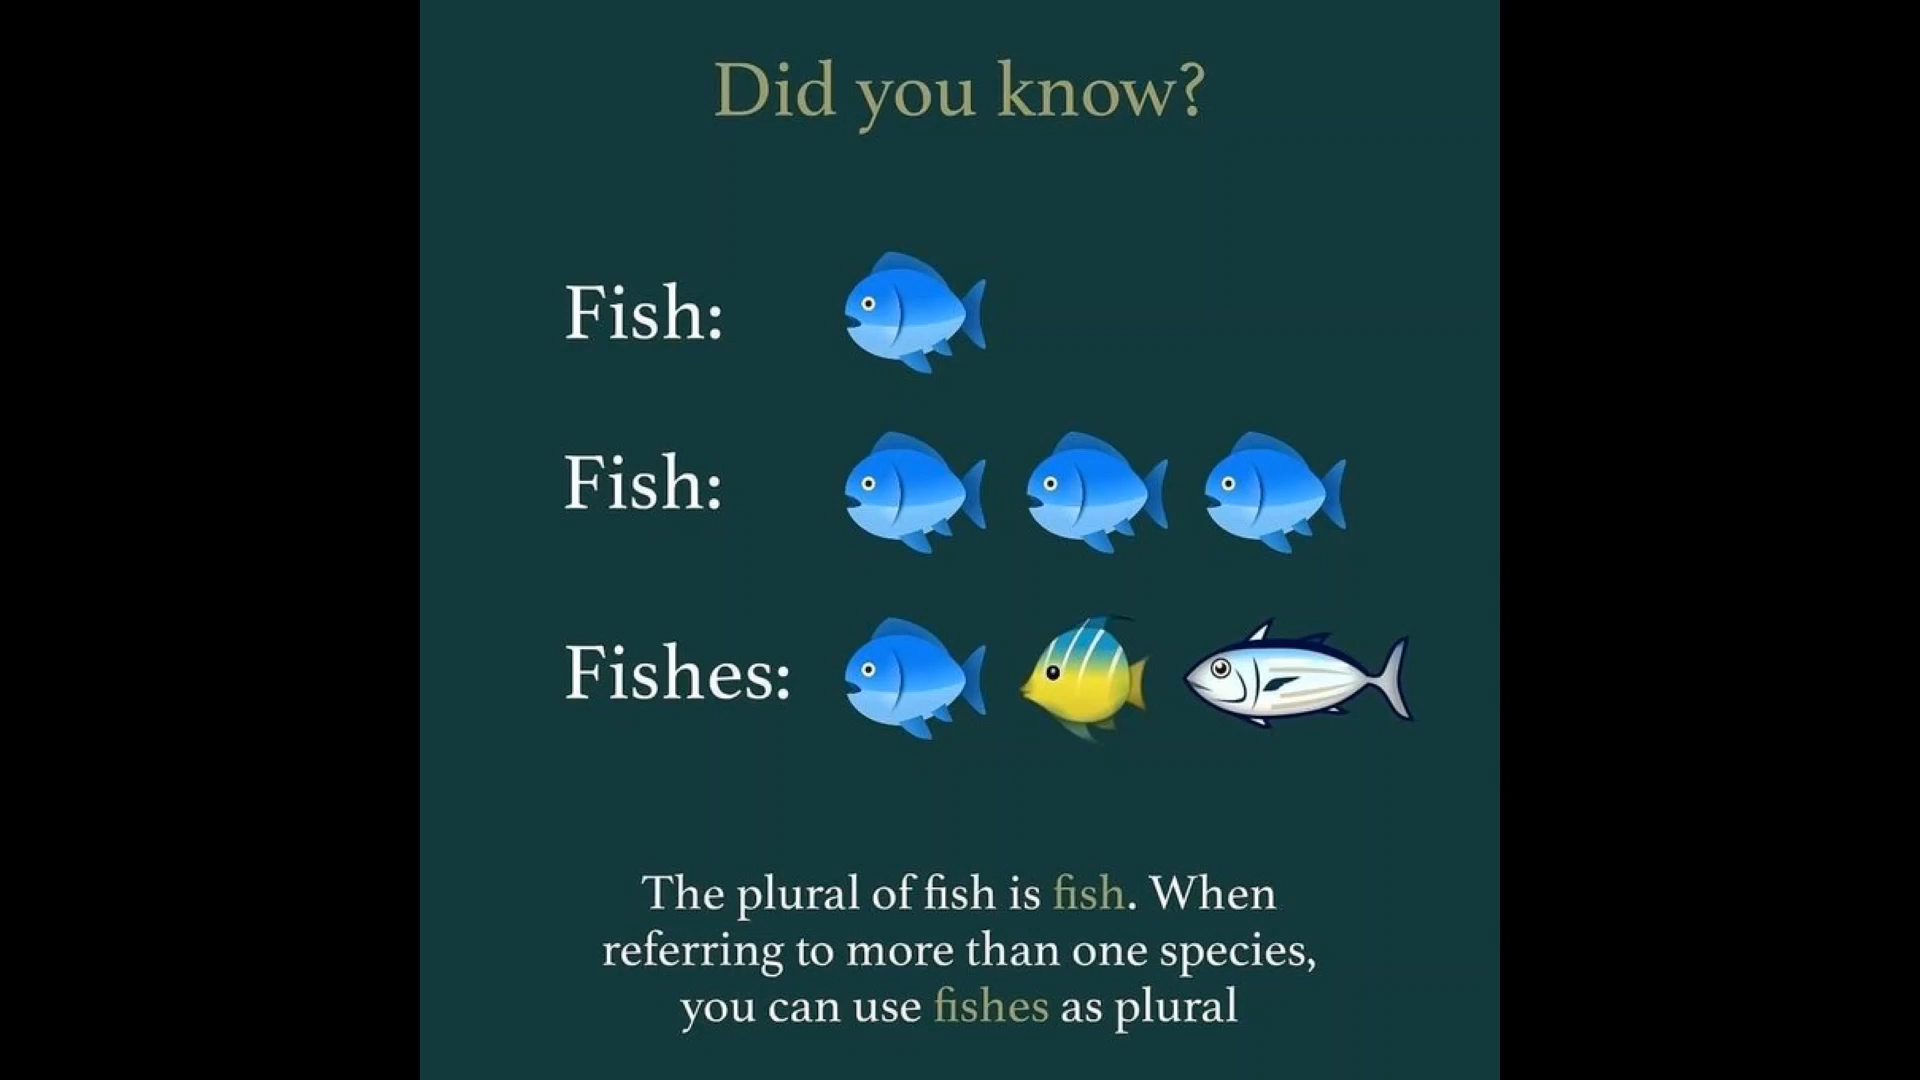 Did you know?
Fish:
Fish:
Fishes:
The plural of fish is fish. When
referring to more than one species,
you can use fishes as plural